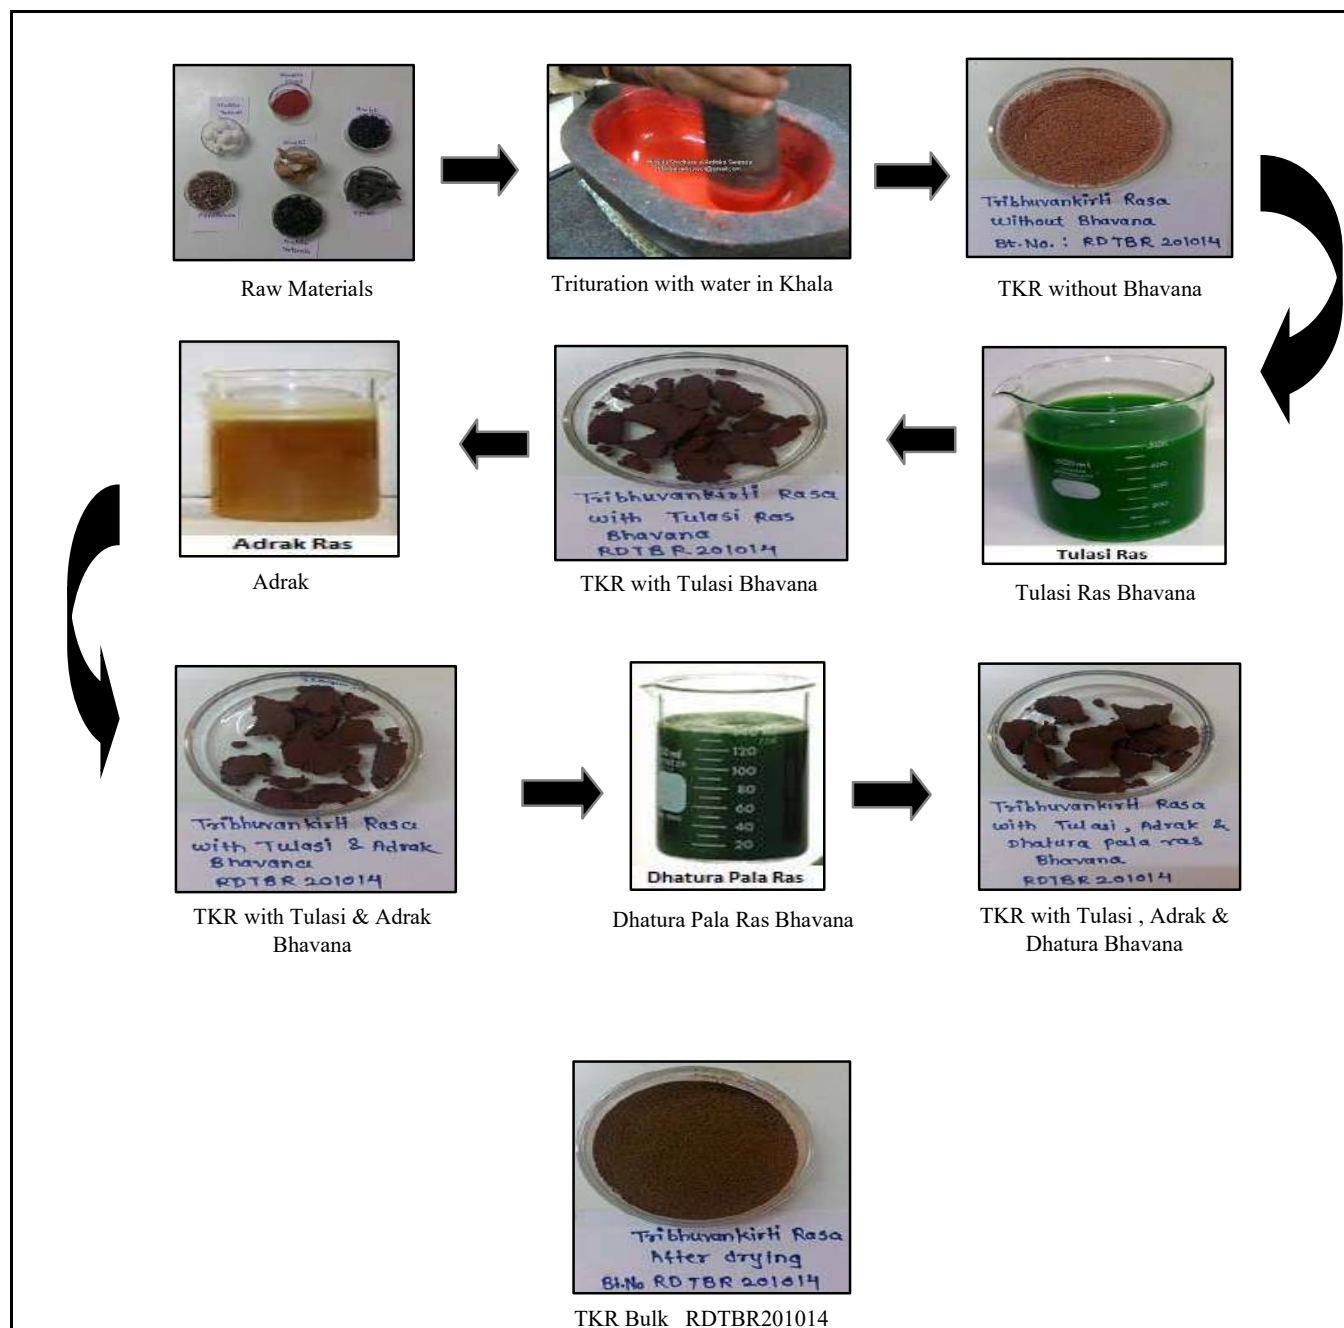 Raw Materials
Trituration with water in Khala
Tribhuvankirti Rasa
without Bhavana
Bt. No. : RDTBR 201014
TKR without Bhavana
Adrak Ras
Adrak
Tribhuvankirti Rasa
with Tulasi Ras
Bhavana
RDTBR 201014
TKR with Tulasi Bhavana
500ml
Tulasi Ras
Tulasi Ras Bhavana
Tribhuvankirti Rasa
with Tulasi & Adrak
Bhavana
RDTBR 201014
TKR with Tulasi & Adrak
Bhavana
120
100
80
60
40
20
Dhatura Pala Ras
Dhatura Pala Ras Bhavana
Tribhuvankirti Rasa
with Tulasi, Adrak &
Dhatura pala ras
Bhavana
RDTBR 201014
TKR with Tulasi , Adrak &
Dhatura Bhavana
Tribhuvankirti Rasa
After drying
Bt.No RDTBR 201014
TKR Bulk RDTBR201014